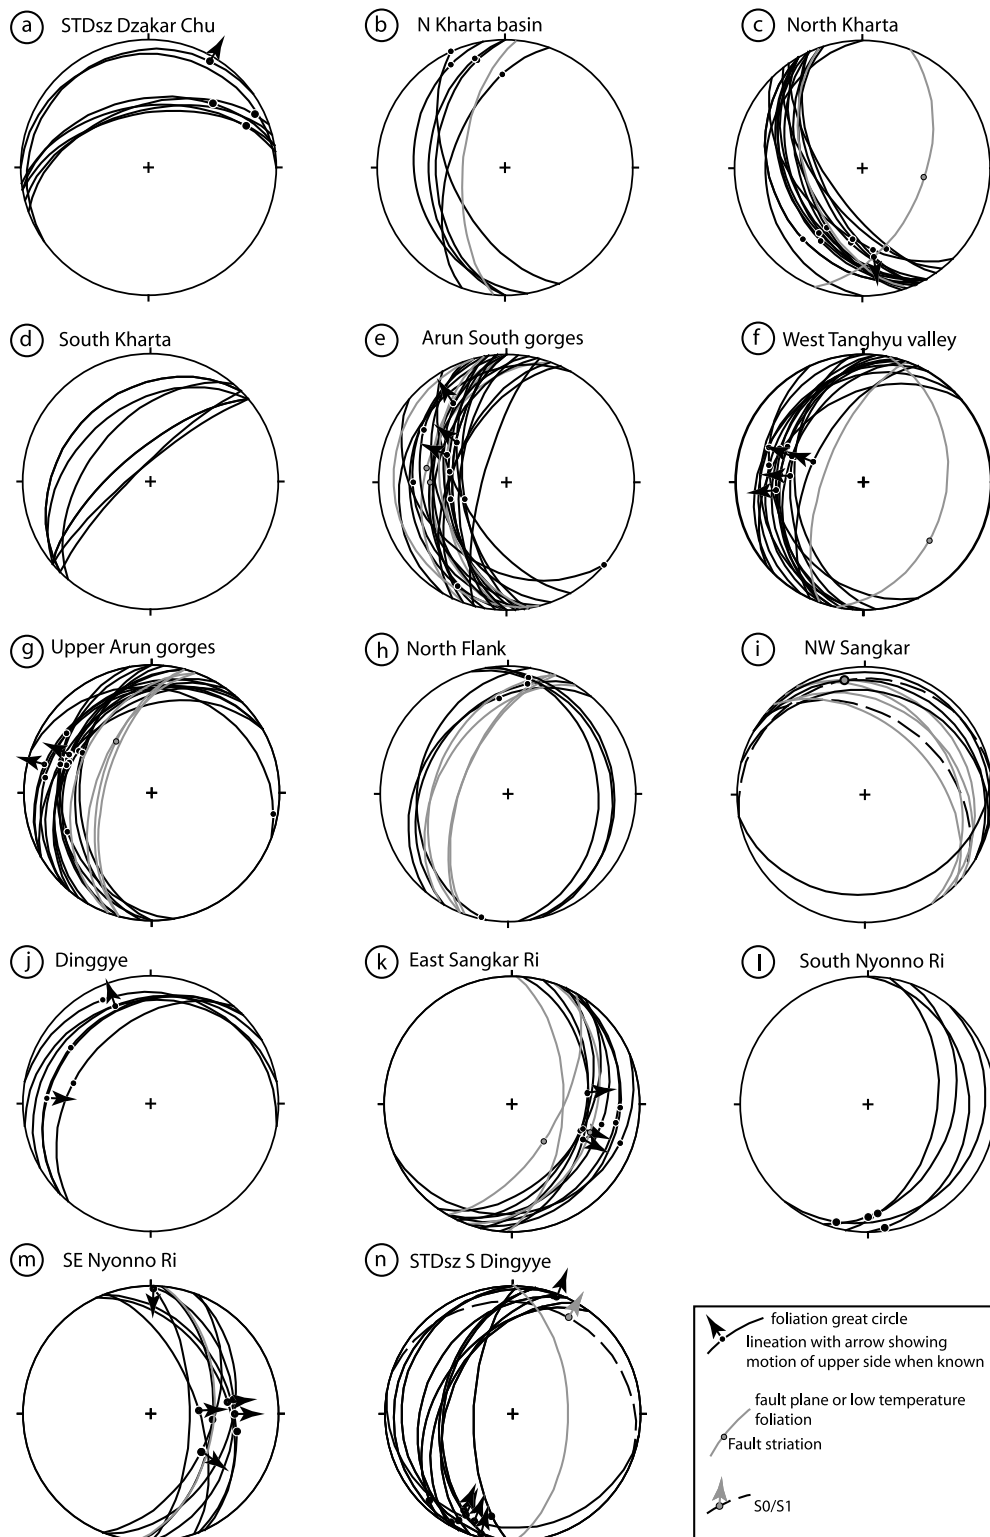 a STDsz Dzakar Chu
b N Kharta basin
c North Kharta
d South Kharta
e Arun South gorges
f West Tanghyu valley
g Upper Arun gorges
h North Flank
i NW Sangkar
j Dinggye
k East Sangkar Ri
l South Nyonno Ri
m SE Nyonno Ri
n STDsz S Dingyye
foliation great circle
lineation with arrow showing
motion of upper side when known
fault plane or low temperature
foliation
Fault striation
S0/S1